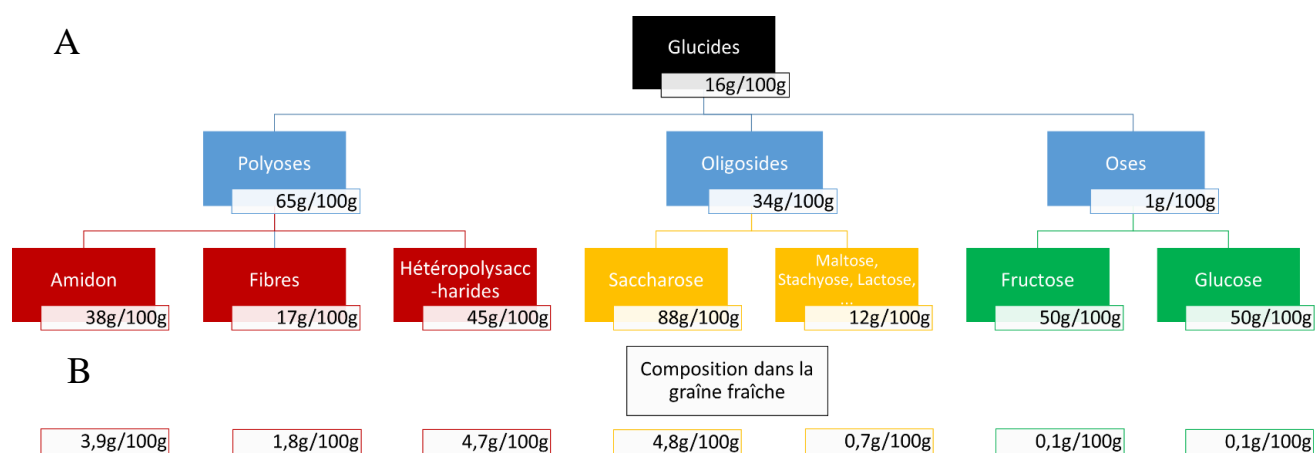 A
Glucides
16g/100g
Polyoses
65g/100g
Oligosides
34g/100g
Oses
1g/100g
Amidon
38g/100g
Fibres
17g/100g
Hétéropolysacc
-harides
45g/100g
Saccharose
88g/100g
Maltose,
Stachyose, Lactose,
...
12g/100g
Fructose
50g/100g
Glucose
50g/100g
B
Composition dans la
graîne fraîche
3,9g/100g
1,8g/100g
4,7g/100g
4,8g/100g
0,7g/100g
0,1g/100g
0,1g/100g